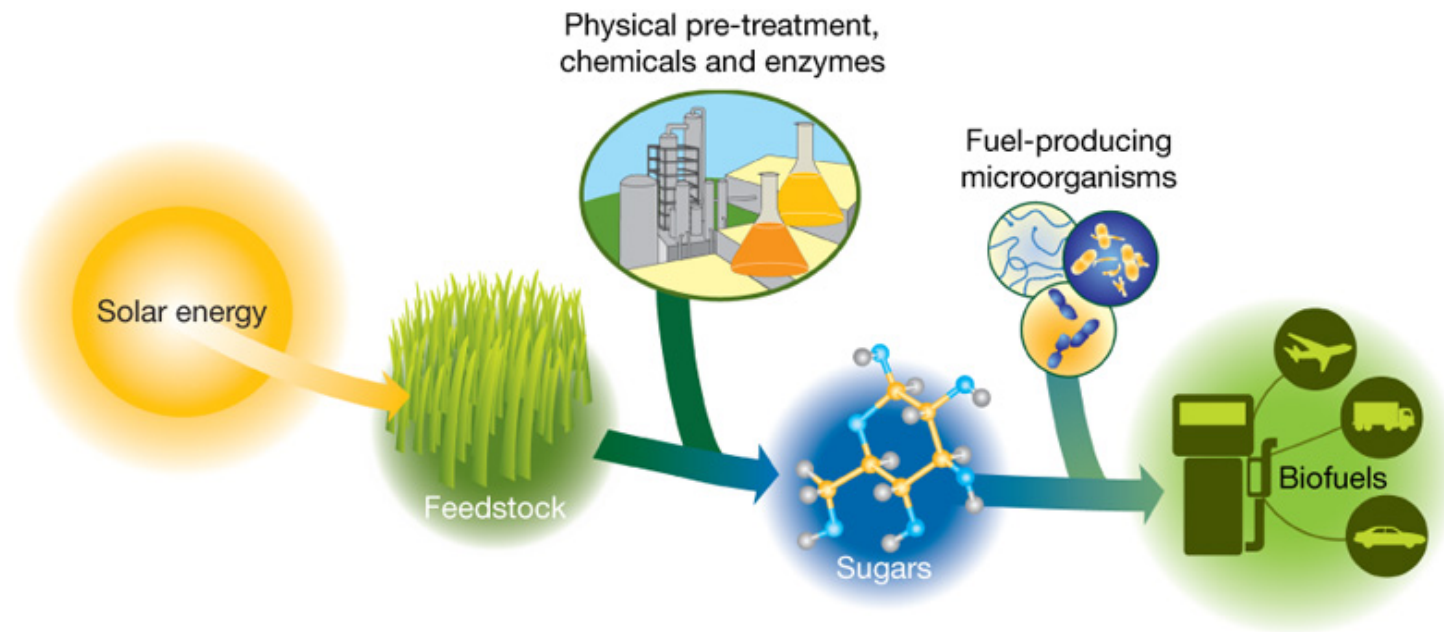 Physical pre-treatment,
chemicals and enzymes
Fuel-producing
microorganisms
Solar energy
Feedstock
Sugars
Biofuels